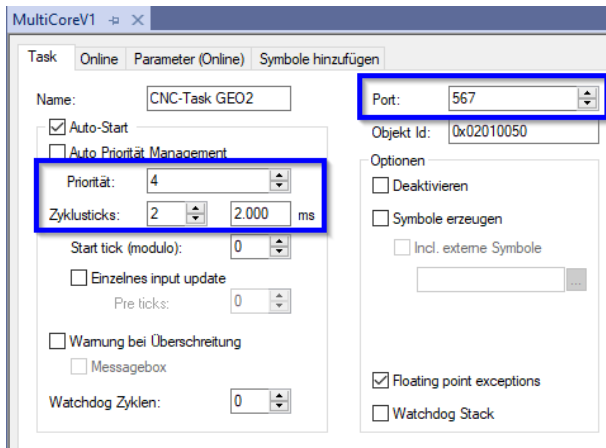 MultiCoreV1
Task Online Parameter (Online) Symbole hinzufügen
Name: CNC-Task GEO2
Auto-Start
Auto Priorität Management
Priorität: 4
Zyklusticks: 2 2.000 ms
Start tick (modulo): 0
Einzelnes input update
Pre ticks: 0
Warnung bei Überschreitung
Messagebox
Watchdog Zyklen: 0
Port: 567
Objekt Id: 0x02010050
Optionen
Deaktivieren
Symbole erzeugen
Incl. externe Symbole
...
Floating point exceptions
Watchdog Stack